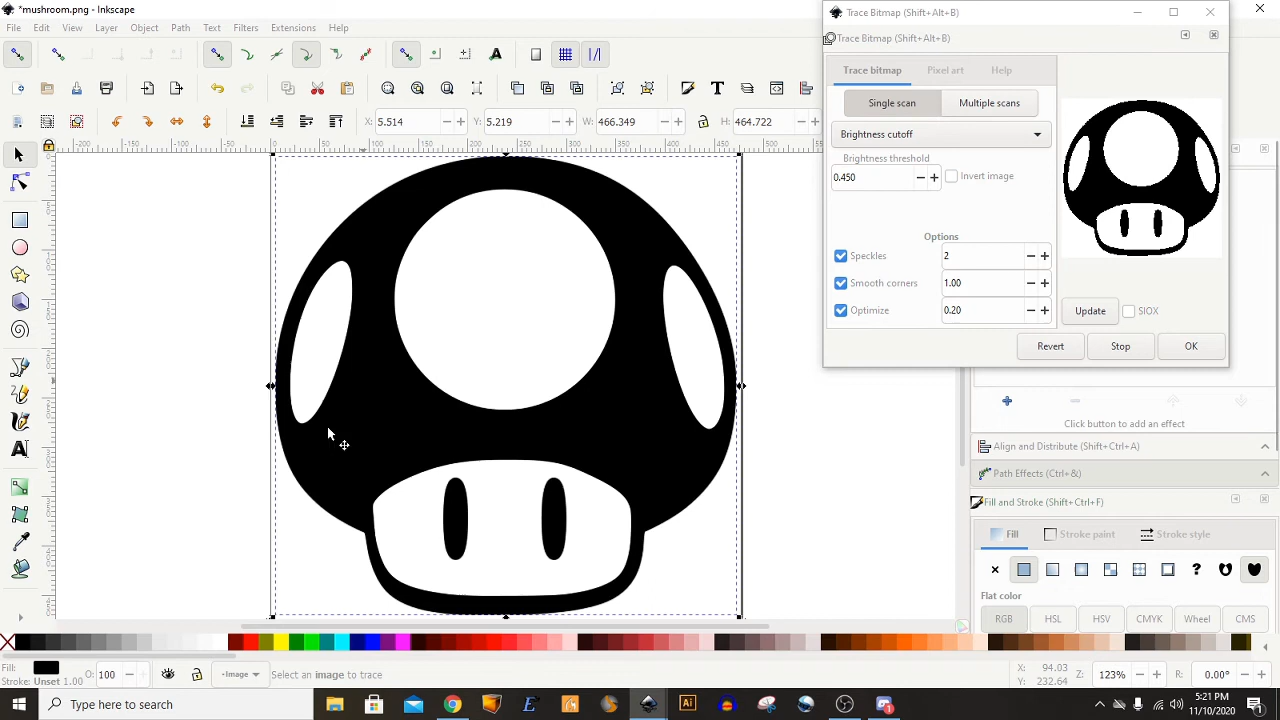 *mushroom.png - Inkscape
File Edit View Layer Object Path Text Filters Extensions Help
X: 5.514 Y: 5.219 W: 466.349 H: 464.722
Trace Bitmap (Shift+Alt+B)
Trace Bitmap (Shift+Alt+B)
Trace bitmap Pixel art Help
Single scan Multiple scans
Brightness cutoff
Brightness threshold
0.450 Invert image
Options
Speckles 2
Smooth corners 1.00
Optimize 0.20
Update SIOX
Revert Stop OK
Click button to add an effect
Align and Distribute (Shift+Ctrl+A)
Path Effects (Ctrl+&)
Fill and Stroke (Shift+Ctrl+F)
Fill Stroke paint Stroke style
Flat color
RGB HSL HSV CMYK Wheel CMS
Fill:
Stroke: Unset 1.00
O: 100
•Image Select an image to trace
X: 94.03
Y: 232.64
Z: 123% R: 0.00°
Type here to search
5:21 PM
11/10/2020